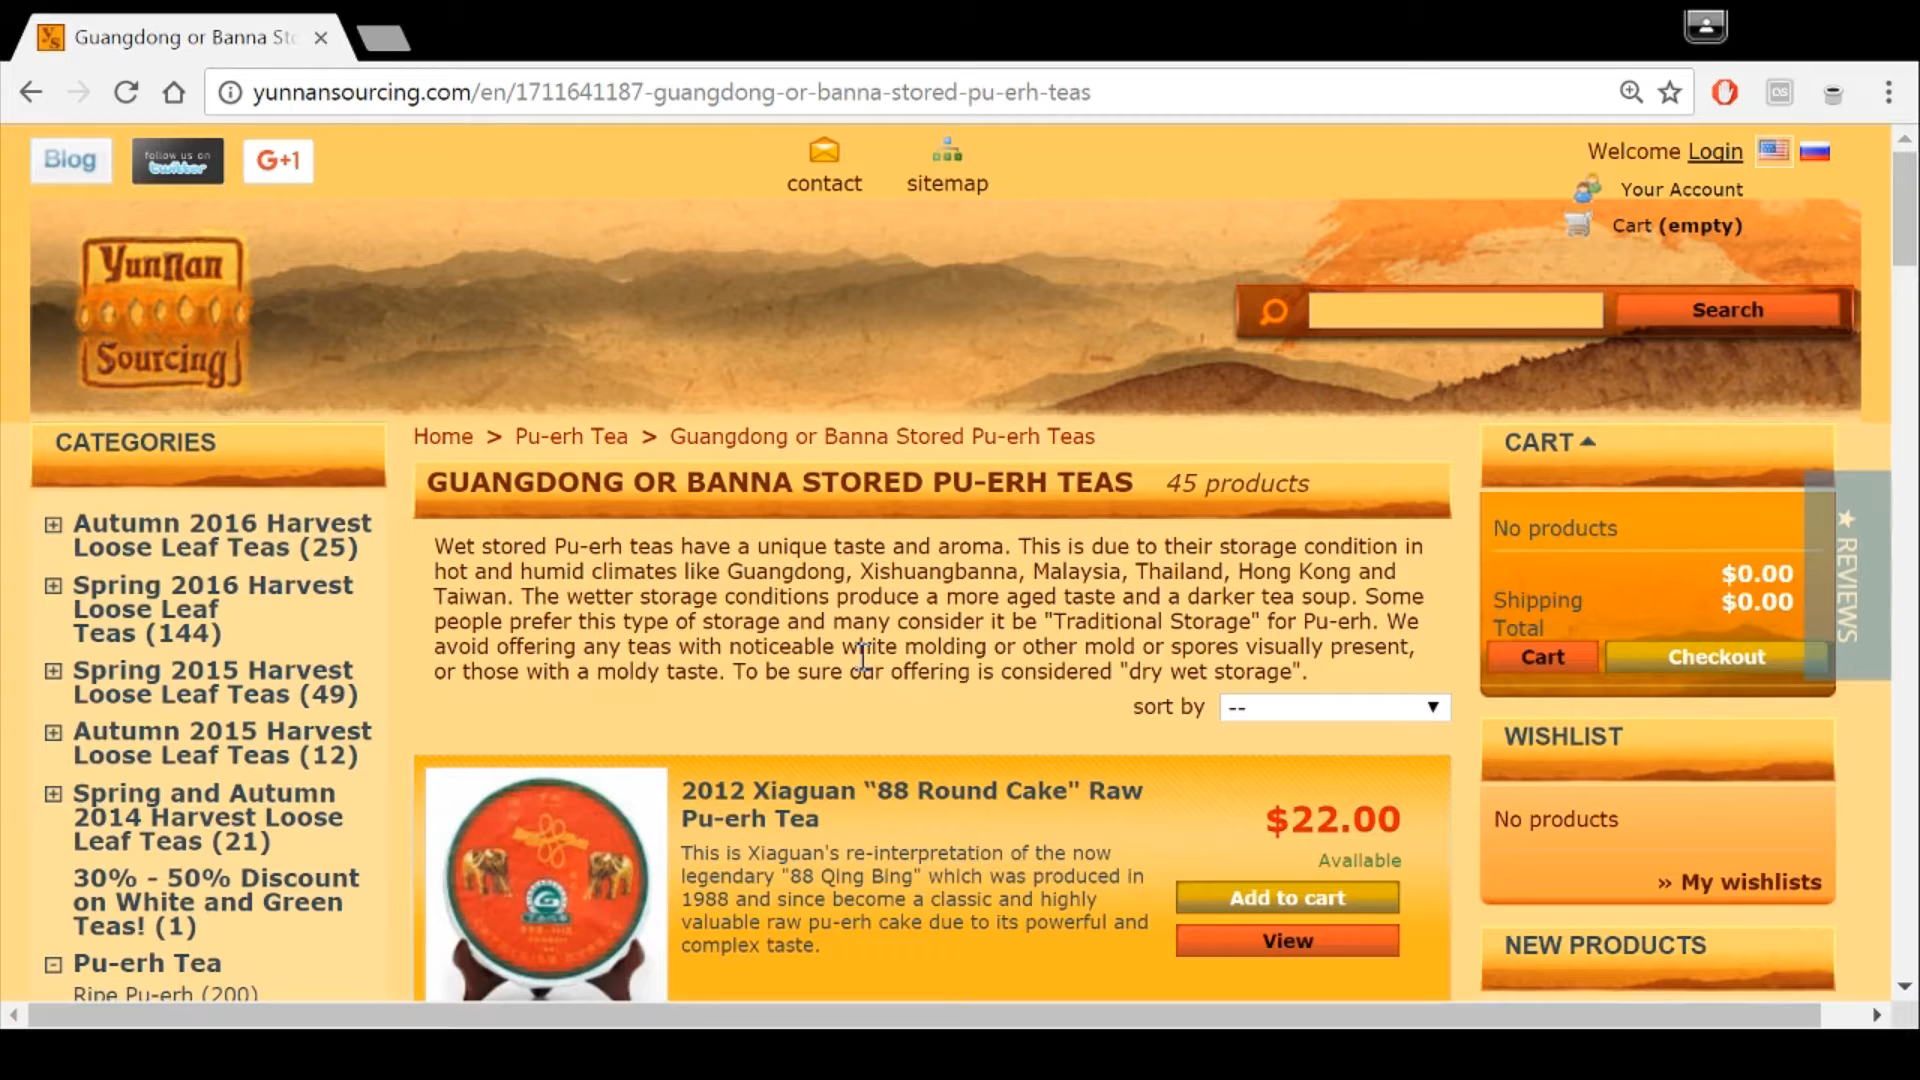 Guangdong or Banna Sto
yunnansourcing.com/en/1711641187-guangdong-or-banna-stored-pu-erh-teas
Blog
follow us on
twitter
G+1
contact
sitemap
Welcome Login
Your Account
Cart (empty)
YunNan
Sourcing
Search
CATEGORIES
Autumn 2016 Harvest
Loose Leaf Teas (25)
Spring 2016 Harvest
Loose Leaf
Teas (144)
Spring 2015 Harvest
Loose Leaf Teas (49)
Autumn 2015 Harvest
Loose Leaf Teas (12)
Spring and Autumn
2014 Harvest Loose
Leaf Teas (21)
30% - 50% Discount
on White and Green
Teas! (1)
Pu-erh Tea
Ripe Pu-erh (200)
Home > Pu-erh Tea > Guangdong or Banna Stored Pu-erh Teas
GUANGDONG OR BANNA STORED PU-ERH TEAS 45 products
Wet stored Pu-erh teas have a unique taste and aroma. This is due to their storage condition in
hot and humid climates like Guangdong, Xishuangbanna, Malaysia, Thailand, Hong Kong and
Taiwan. The wetter storage conditions produce a more aged taste and a darker tea soup. Some
people prefer this type of storage and many consider it be "Traditional Storage" for Pu-erh. We
avoid offering any teas with noticeable write molding or other mold or spores visually present,
or those with a moldy taste. To be sure our offering is considered "dry wet storage".
sort by --
2012 Xiaguan “88 Round Cake" Raw
Pu-erh Tea
This is Xiaguan's re-interpretation of the now
legendary "88 Qing Bing" which was produced in
1988 and since become a classic and highly
valuable raw pu-erh cake due to its powerful and
complex taste.
$22.00
Available
Add to cart
View
CART
No products
$0.00
Shipping $0.00
Total
Cart Checkout
★ REVIEWS
WISHLIST
No products
» My wishlists
NEW PRODUCTS